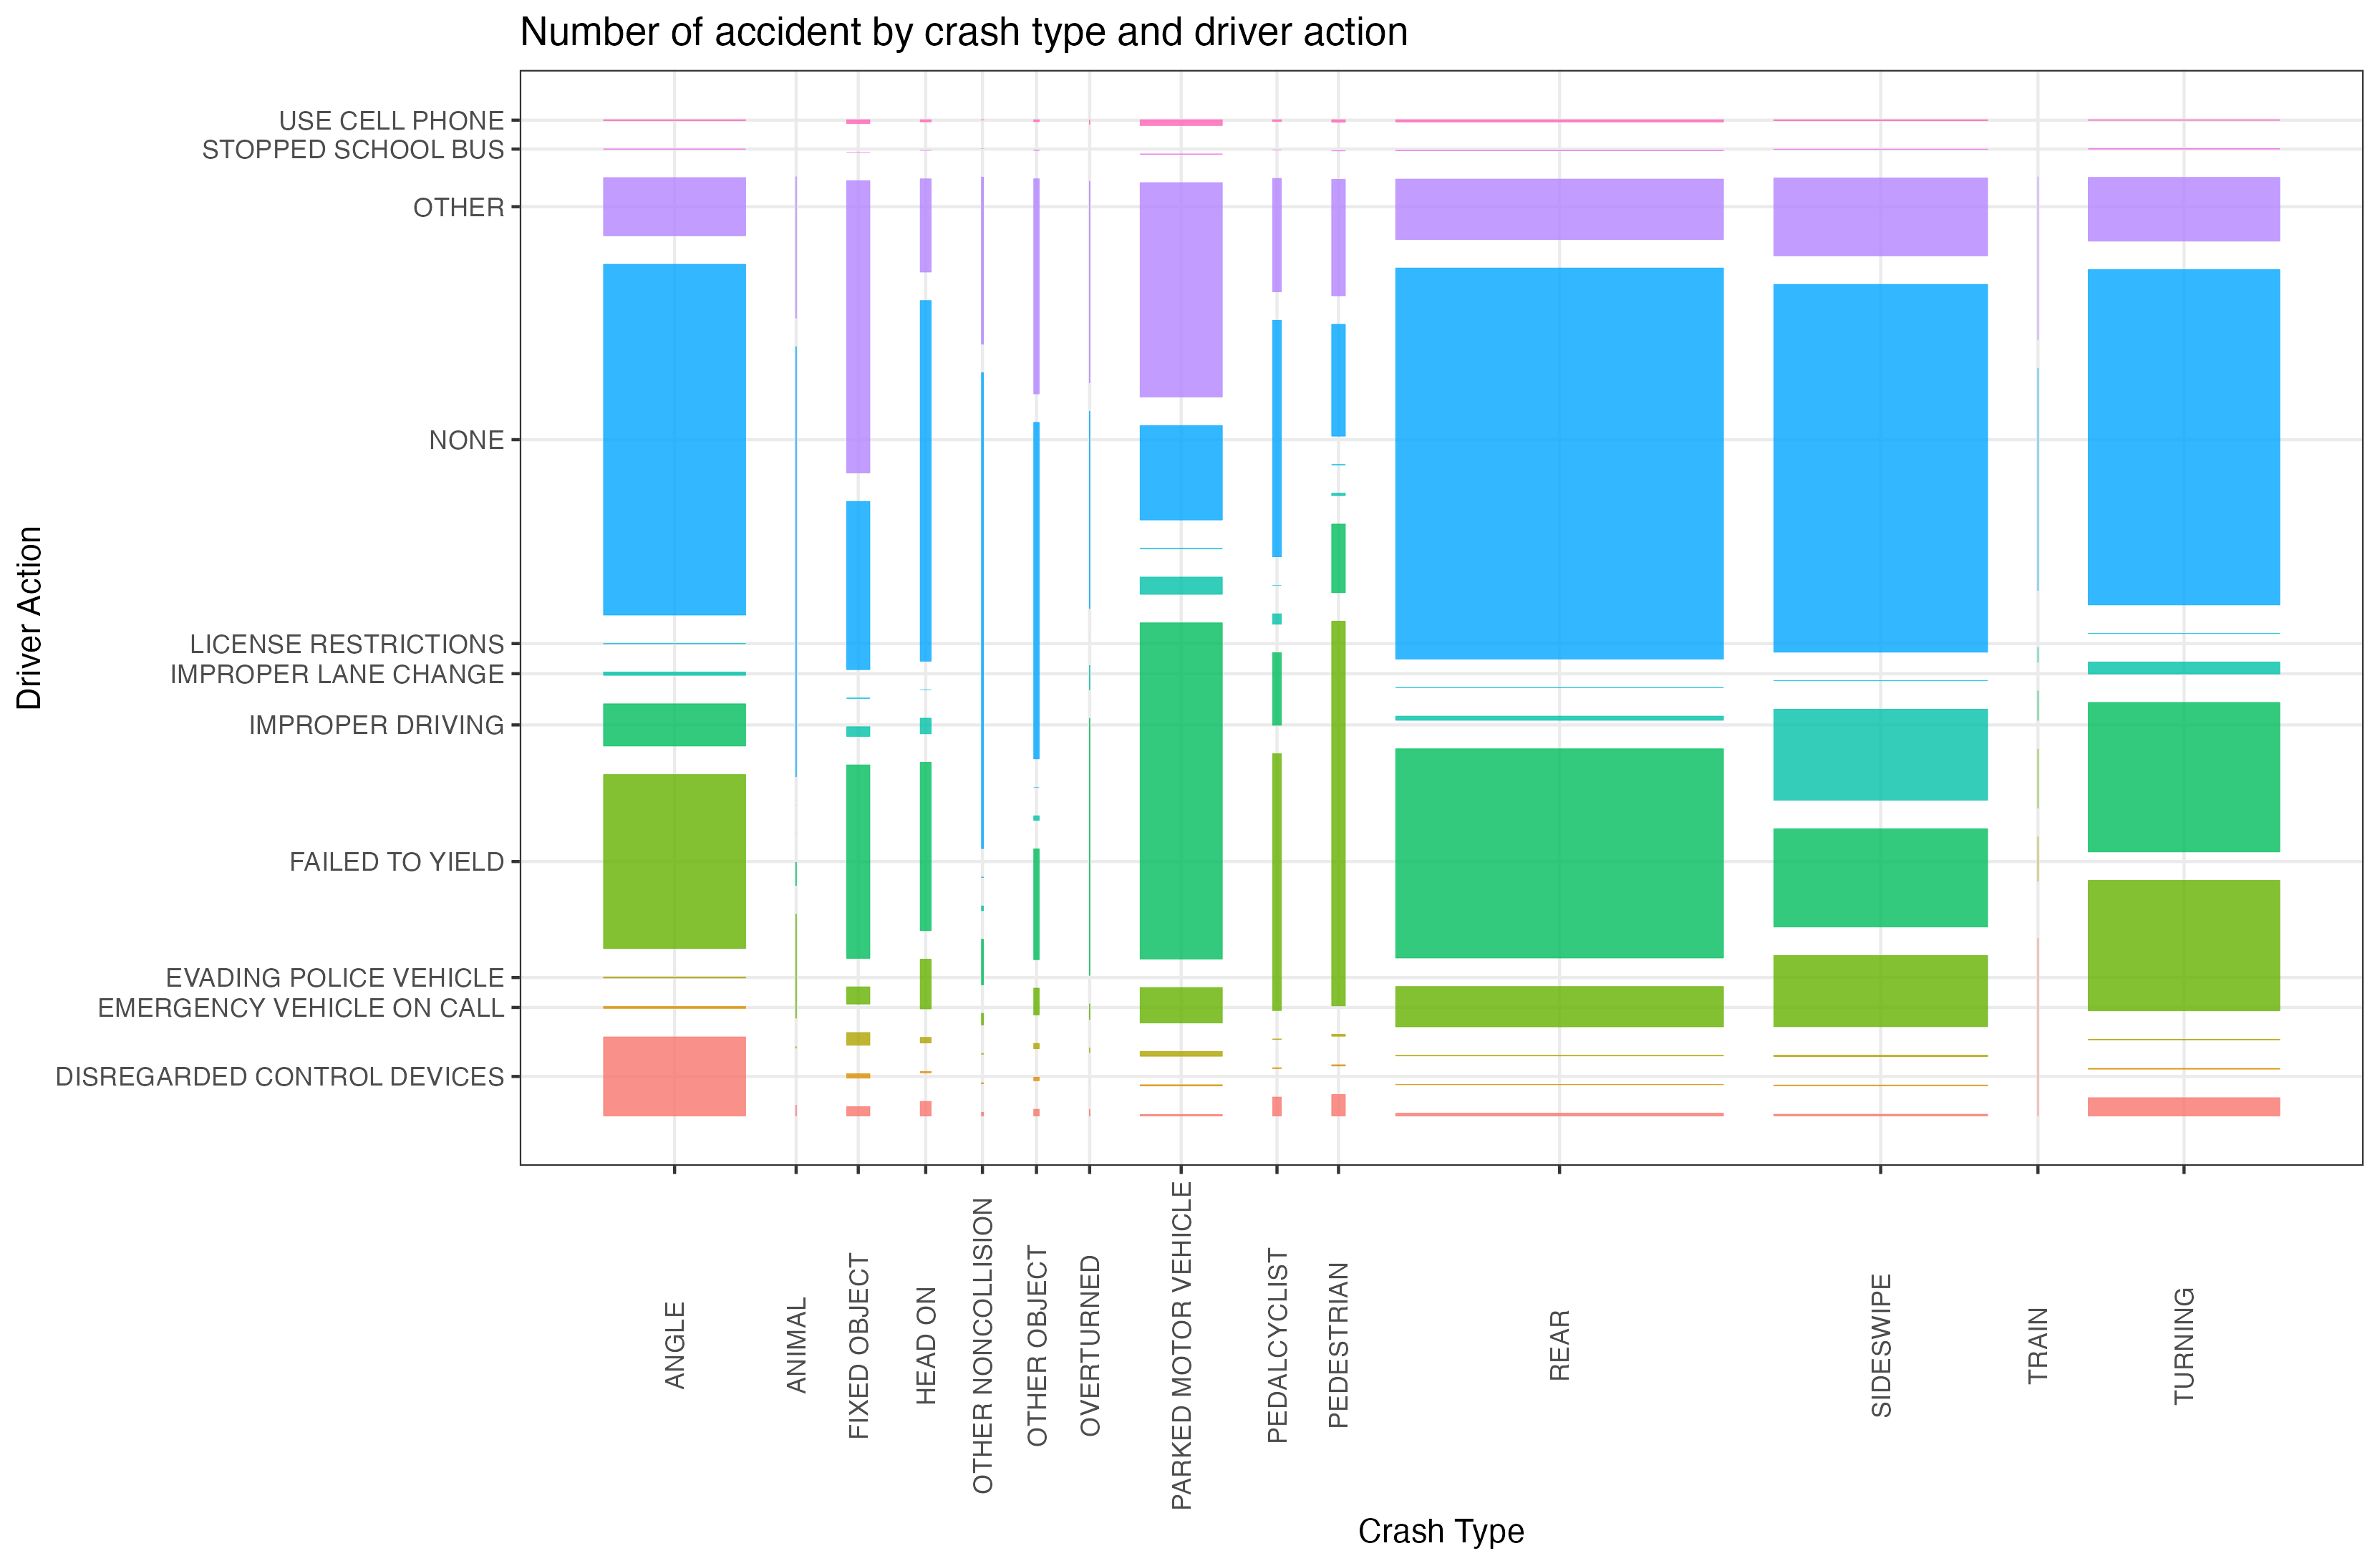 Number of accident by crash type and driver action
Driver Action
USE CELL PHONE
STOPPED SCHOOL BUS
OTHER
NONE
LICENSE RESTRICTIONS
IMPROPER LANE CHANGE
IMPROPER DRIVING
FAILED TO YIELD
EVADING POLICE VEHICLE
EMERGENCY VEHICLE ON CALL
DISREGARDED CONTROL DEVICES
ANGLE
ANIMAL
FIXED OBJECT
HEAD ON
OTHER NONCOLLISION
OTHER OBJECT
OVERTURNED
PARKED MOTOR VEHICLE
PEDALCYCLIST
PEDESTRIAN
REAR
SIDESWIPE
TRAIN
TURNING
Crash Type